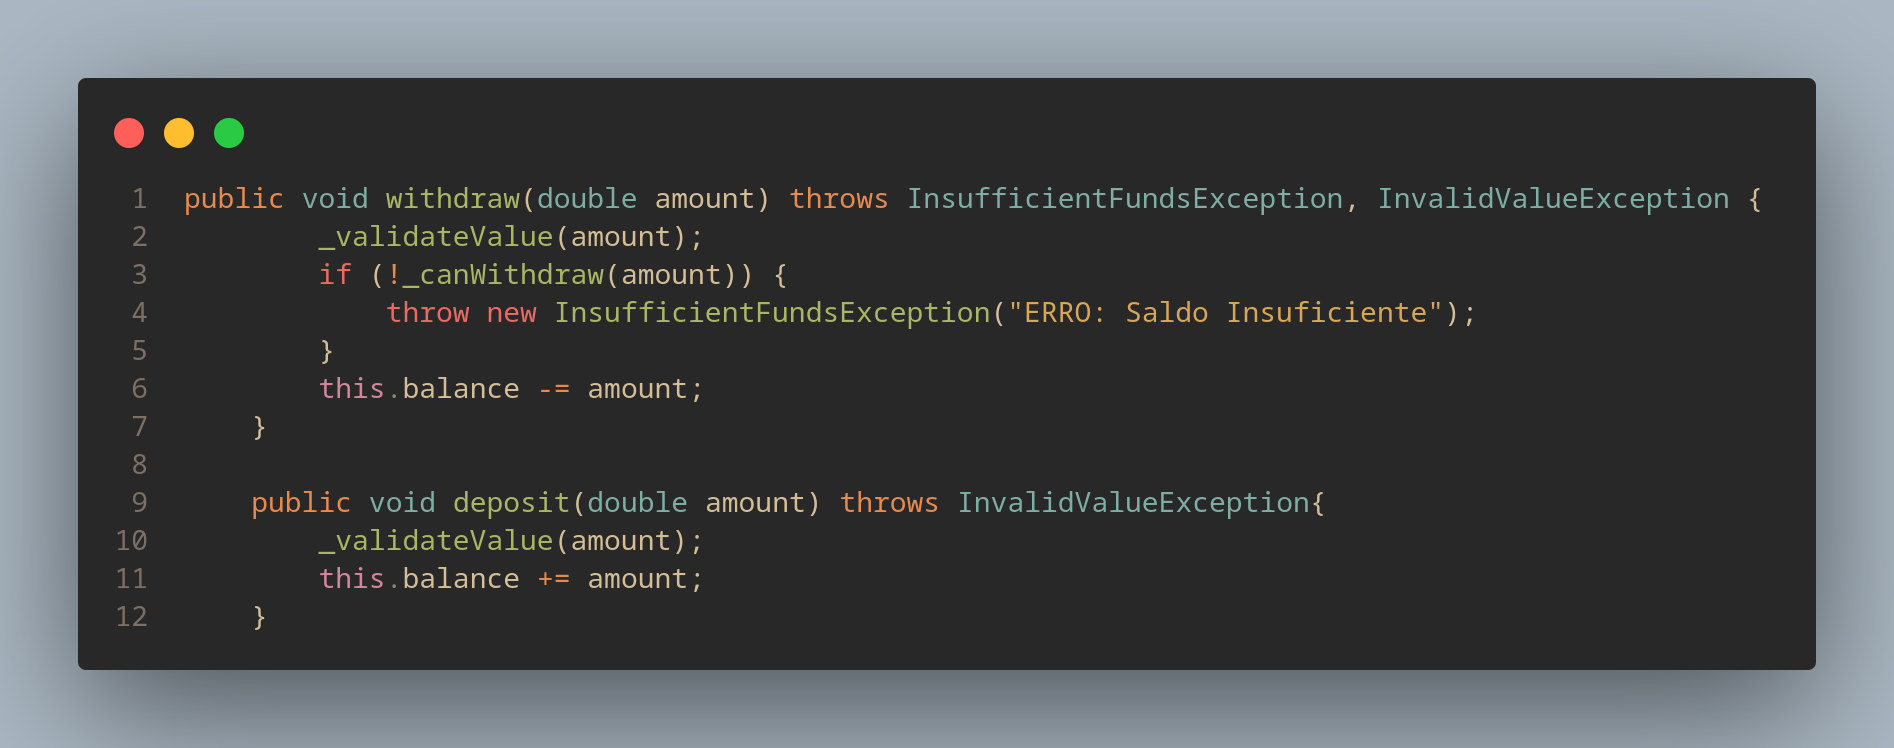 1 public void withdraw(double amount) throws InsufficientFundsException, InvalidValueException {
2         _validateValue(amount);
3         if (!_canWithdraw(amount)) {
4             throw new InsufficientFundsException("ERRO: Saldo Insuficiente");
5         }
6         this.balance -= amount;
7     }
8
9     public void deposit(double amount) throws InvalidValueException{
10         _validateValue(amount);
11         this.balance += amount;
12     }